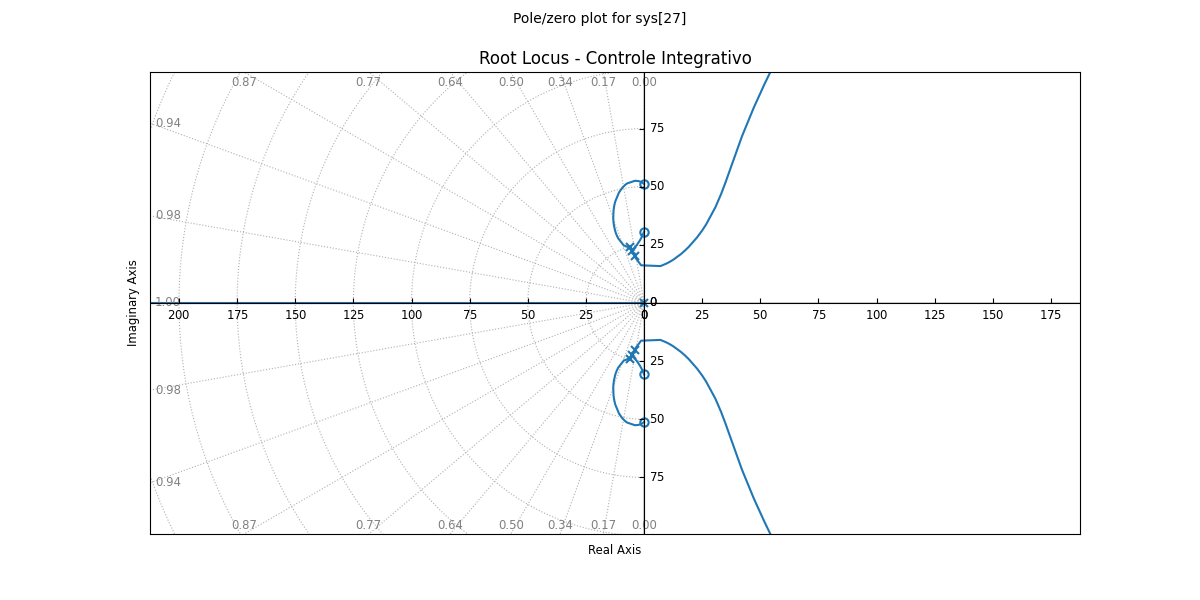 Pole/zero plot for sys[27]
Root Locus - Controle Integrativo
0.87 0.77 0.64 0.50 0.34 0.17 0.00
0.94 75
0.98 50
25
1.00 0
200 175 150 125 100 75 50 25 0 25 50 75 100 125 150 175
25
0.98 50
0.94 75
0.87 0.77 0.64 0.50 0.34 0.17 0.00
Imaginary Axis
Real Axis